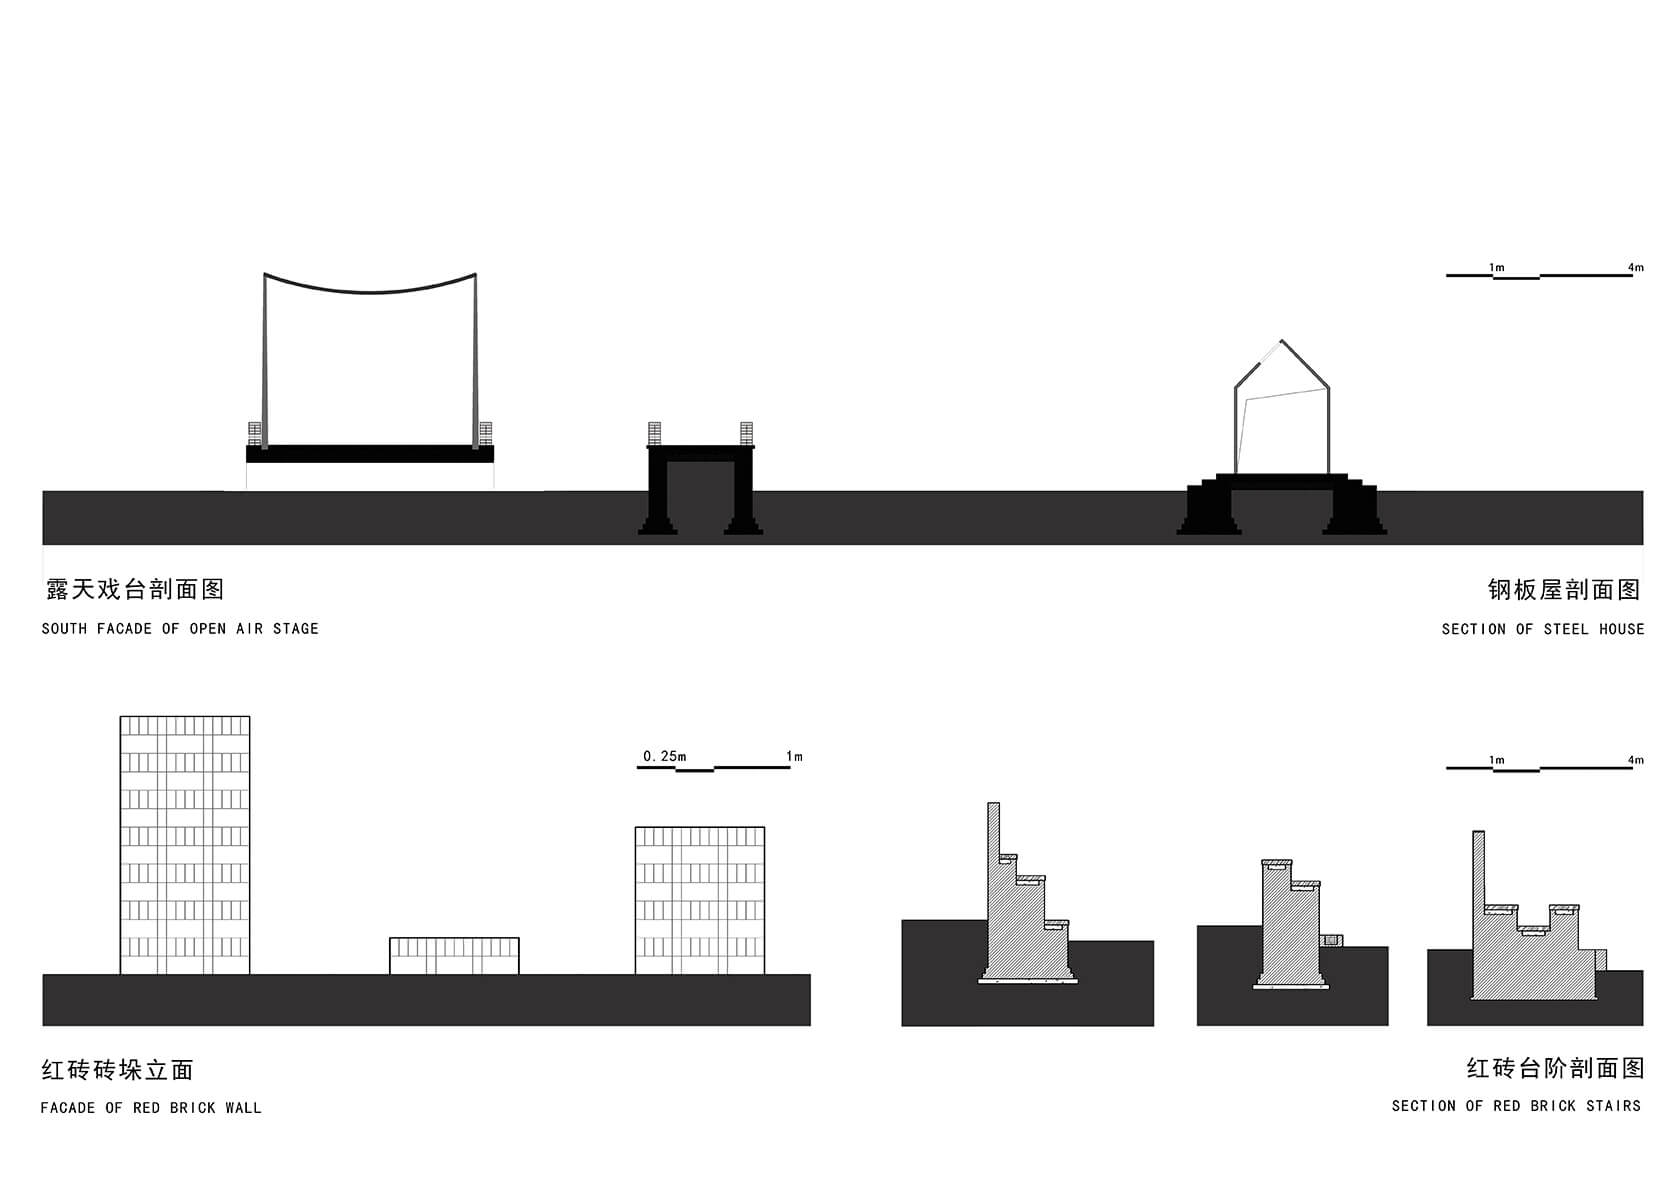 1m 4m
露天戏台剖面图
SOUTH FACADE OF OPEN AIR STAGE
钢板屋剖面图
SECTION OF STEEL HOUSE
0.25m 1m
1m 4m
红砖砖垛立面
FACADE OF RED BRICK WALL
红砖台阶剖面图
SECTION OF RED BRICK STAIRS